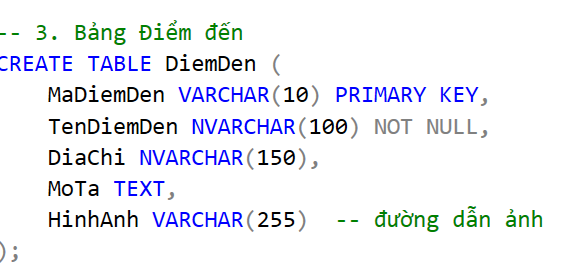 -- 3. Bảng Điểm đến
CREATE TABLE DiemDen (
MaDiemDen VARCHAR(10) PRIMARY KEY,
TenDiemDen NVARCHAR(100) NOT NULL,
DiaChi NVARCHAR(150),
MoTa TEXT,
HinhAnh VARCHAR(255)  -- đường dẫn ảnh
);